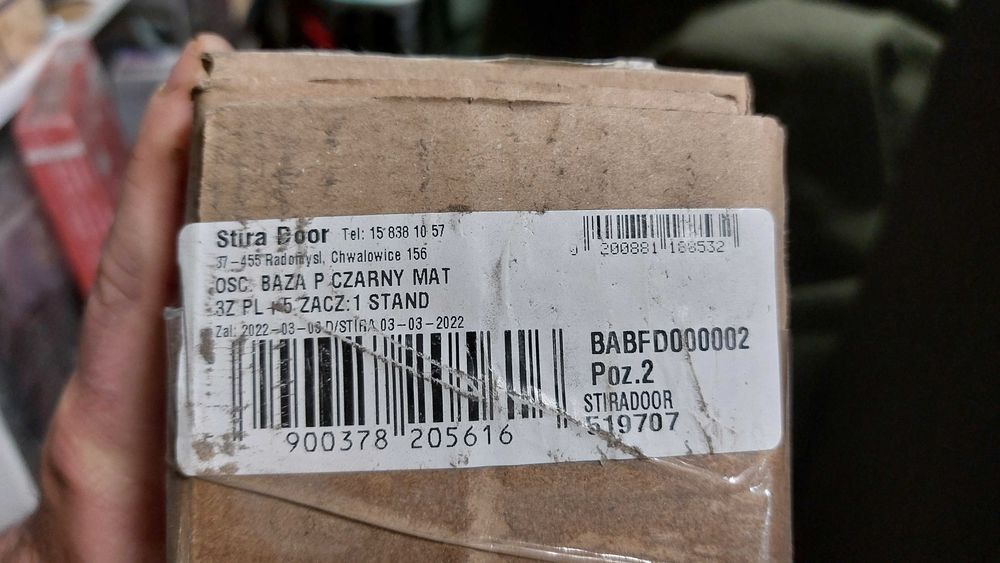 Stira Door Tel: 15 838 10 57
37-455 Radomyśl, Chwałowice 156
OSC. BAZA P CZARNY MAT
3Z PL +5 ZACZ:1 STAND
Zal: 2022-03-03 D/STIRA 03-03-2022
900378 205616
0 200881 188532
BABFD000002
Poz.2
STIRADOOR
519707